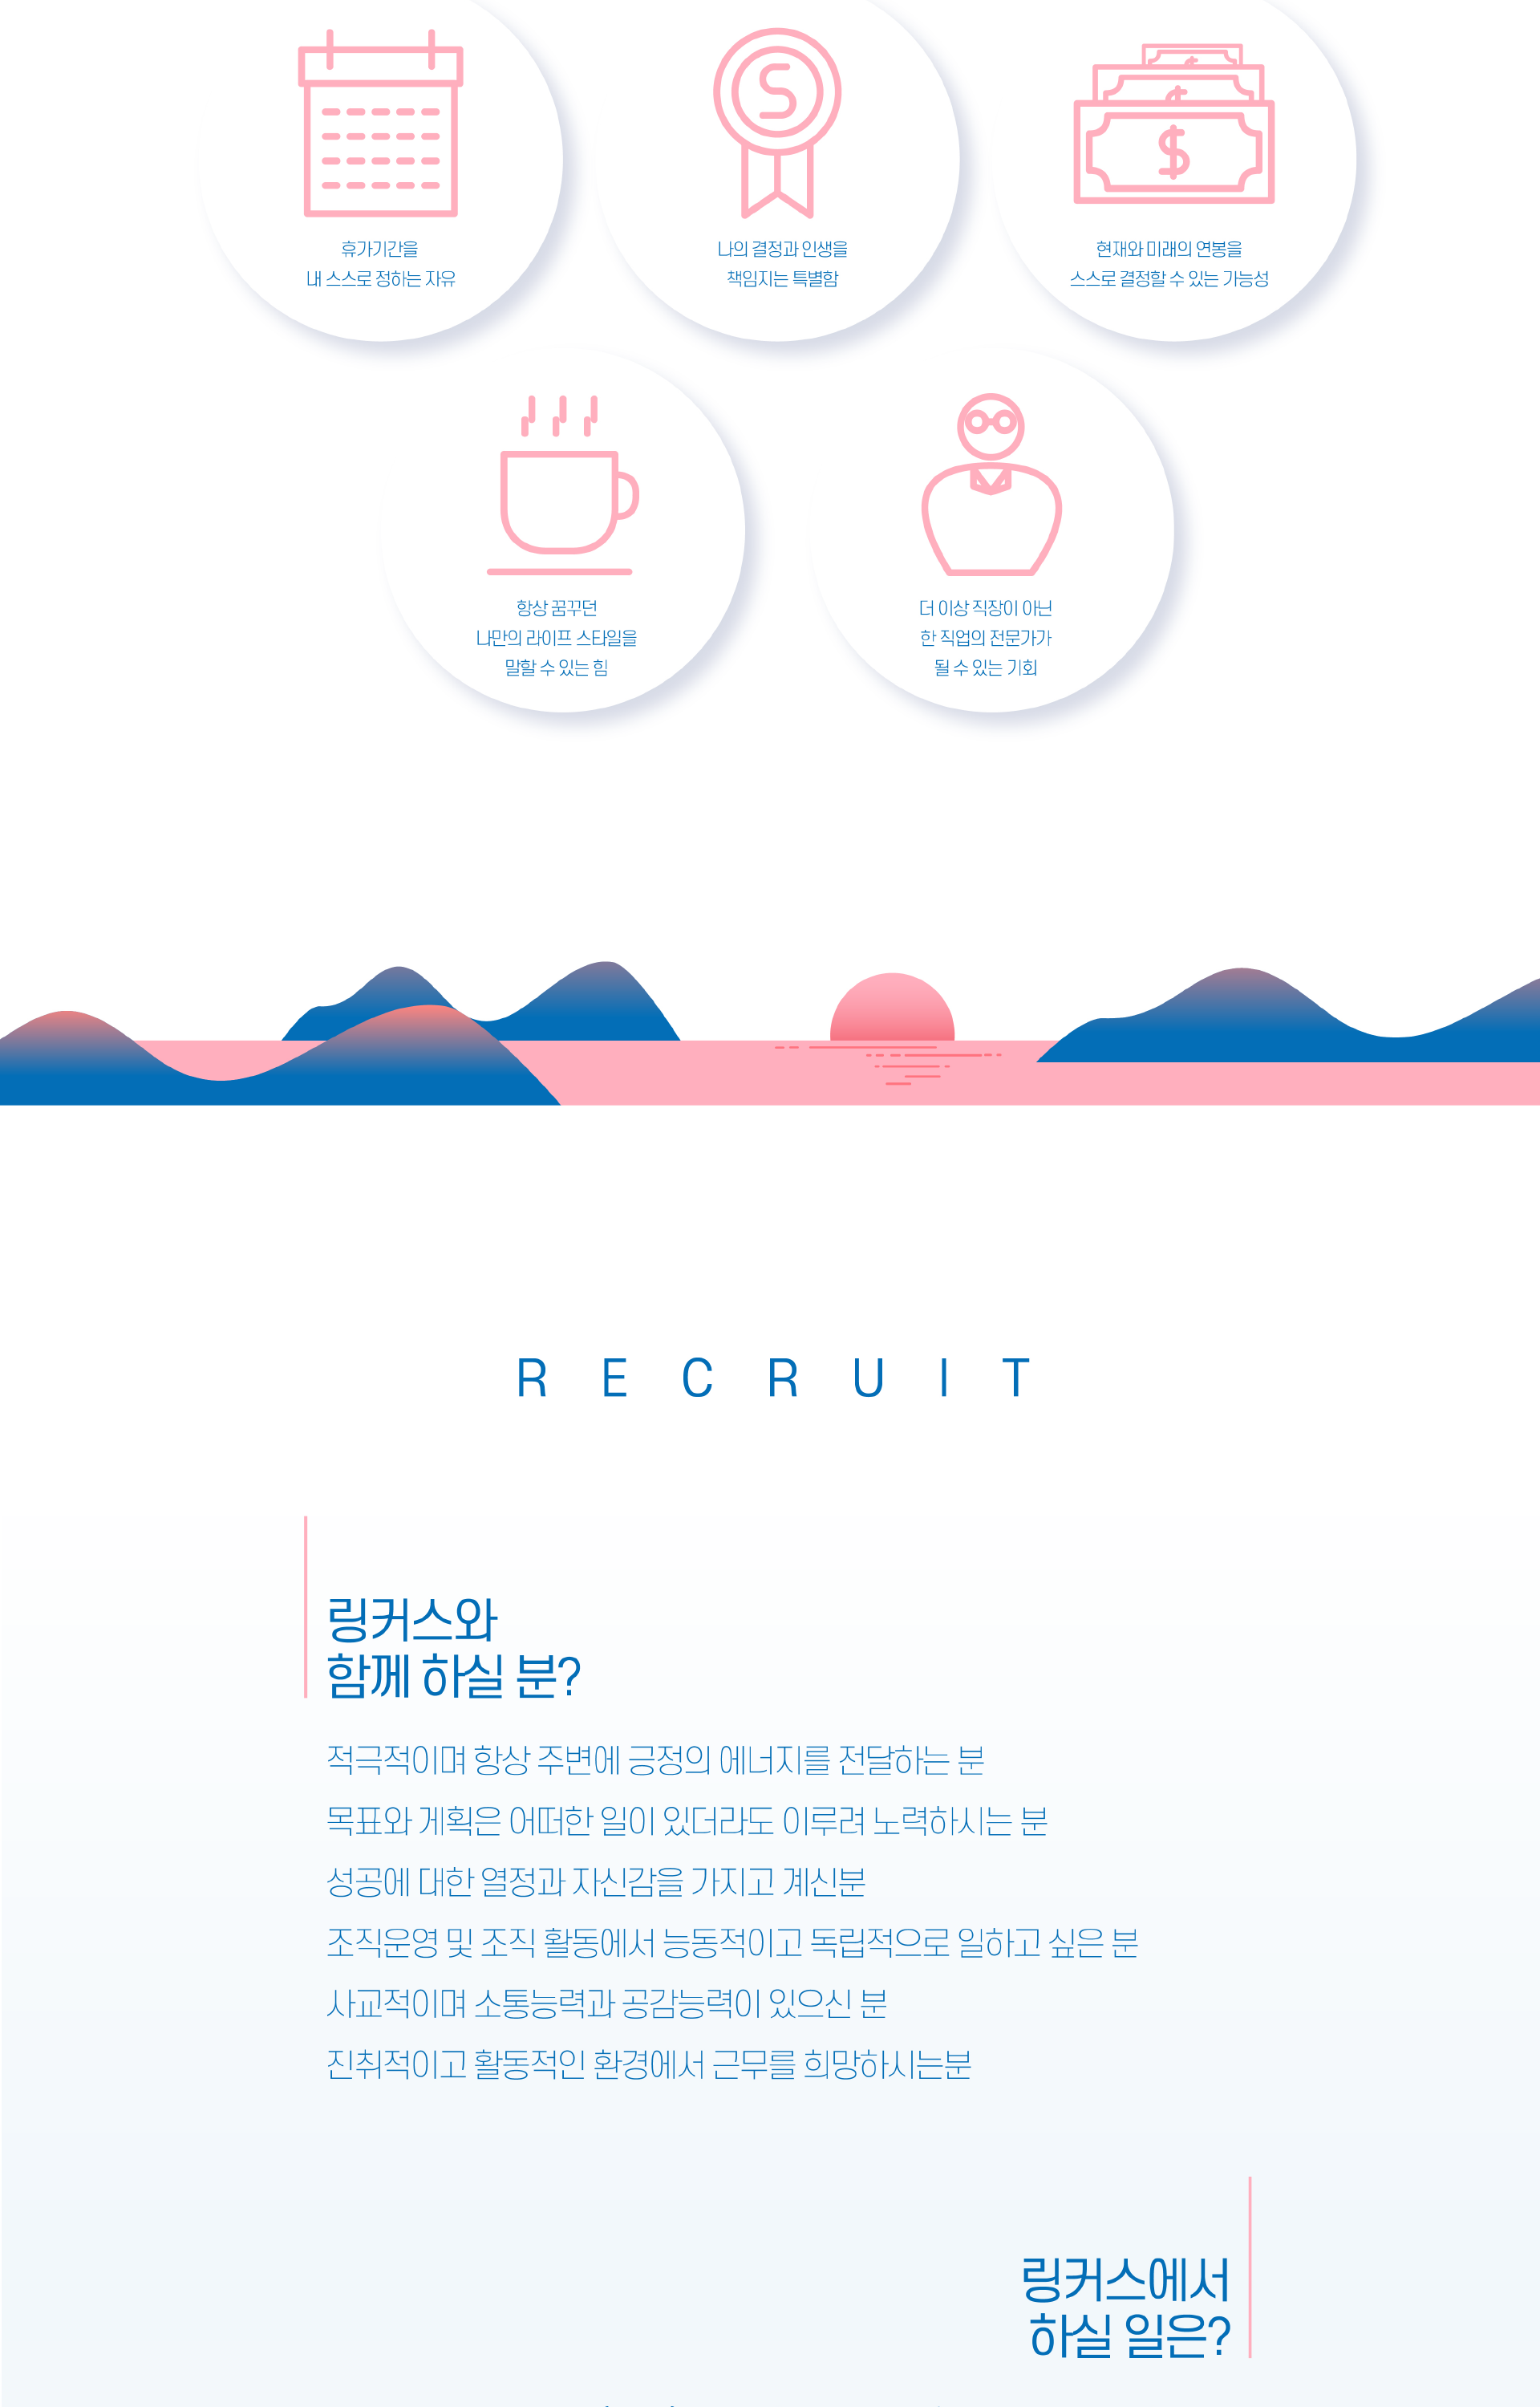 휴가기간을
내 스스로 정하는 자유
나의 결정과 인생을
책임지는 특별함
현재와 미래의 연봉을
스스로 결정할 수 있는 가능성
항상 꿈꾸던
나만의 라이프 스타일을
말할 수 있는 힘
더 이상 직장이 아닌
한 직업의 전문가가
될 수 있는 기회
RECRUIT
링커스와
함께 하실 분?
적극적이며 항상 주변에 긍정의 에너지를 전달하는 분
목표와 계획은 어떠한 일이 있더라도 이루려 노력하시는 분
성공에 대한 열정과 자신감을 가지고 계신분
조직운영 및 조직 활동에서 능동적이고 독립적으로 일하고 싶은 분
사교적이며 소통능력과 공감능력이 있으신 분
진취적이고 활동적인 환경에서 근무를 희망하시는분
링커스에서
하실 일은?